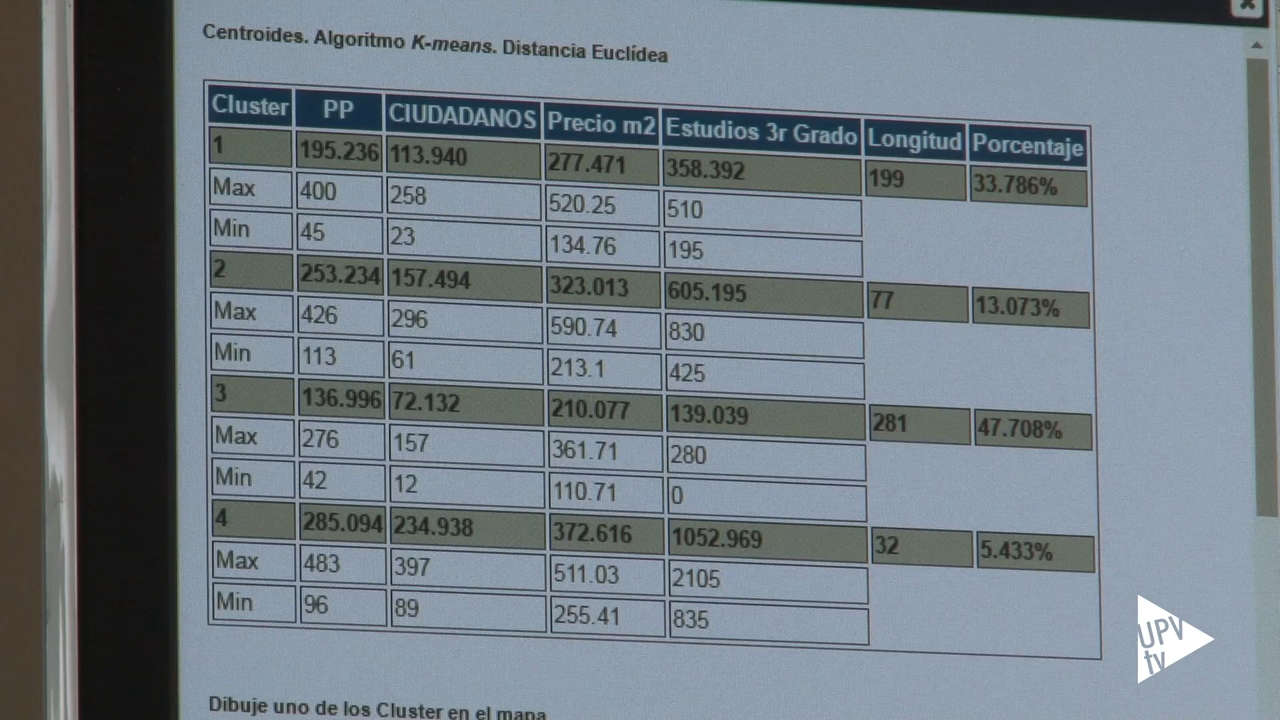 Centroides. Algoritmo K-means. Distancia Euclídea
Cluster PP CIUDADANOS Precio m2 Estudios 3r Grado Longitud Porcentaje
1 195.236 113.940 277.471 358.392 199 33.786%
Max 400 258 520.25 510
Min 45 23 134.76 195
2 253.234 157.494 323.013 605.195 77 13.073%
Max 426 296 590.74 830
Min 113 61 213.1 425
3 136.996 72.132 210.077 139.039 281 47.708%
Max 276 157 361.71 280
Min 42 12 110.71 0
4 285.094 234.938 372.616 1052.969 32 5.433%
Max 483 397 511.03 2105
Min 96 89 255.41 835
Dibuje uno de los Cluster en el mapa
UPV
tv